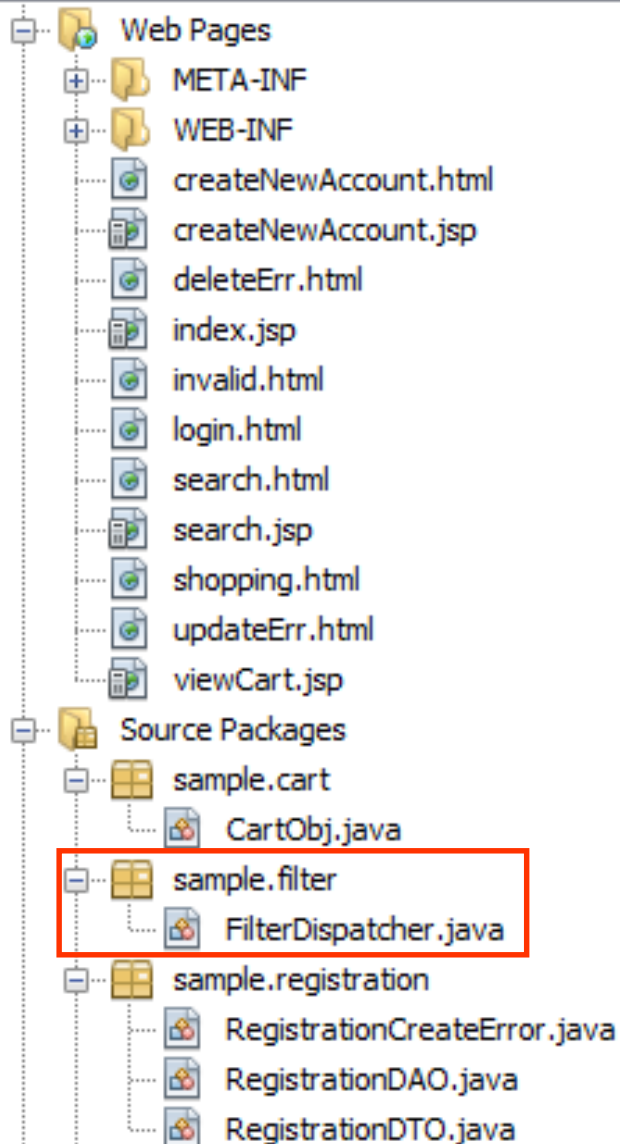 Web Pages
META-INF
WEB-INF
createNewAccount.html
createNewAccount.jsp
deleteErr.html
index.jsp
invalid.html
login.html
search.html
search.jsp
shopping.html
updateErr.html
viewCart.jsp
Source Packages
sample.cart
CartObj.java
sample.filter
FilterDispatcher.java
sample.registration
RegistrationCreateError.java
RegistrationDAO.java
RegistrationDTO.java